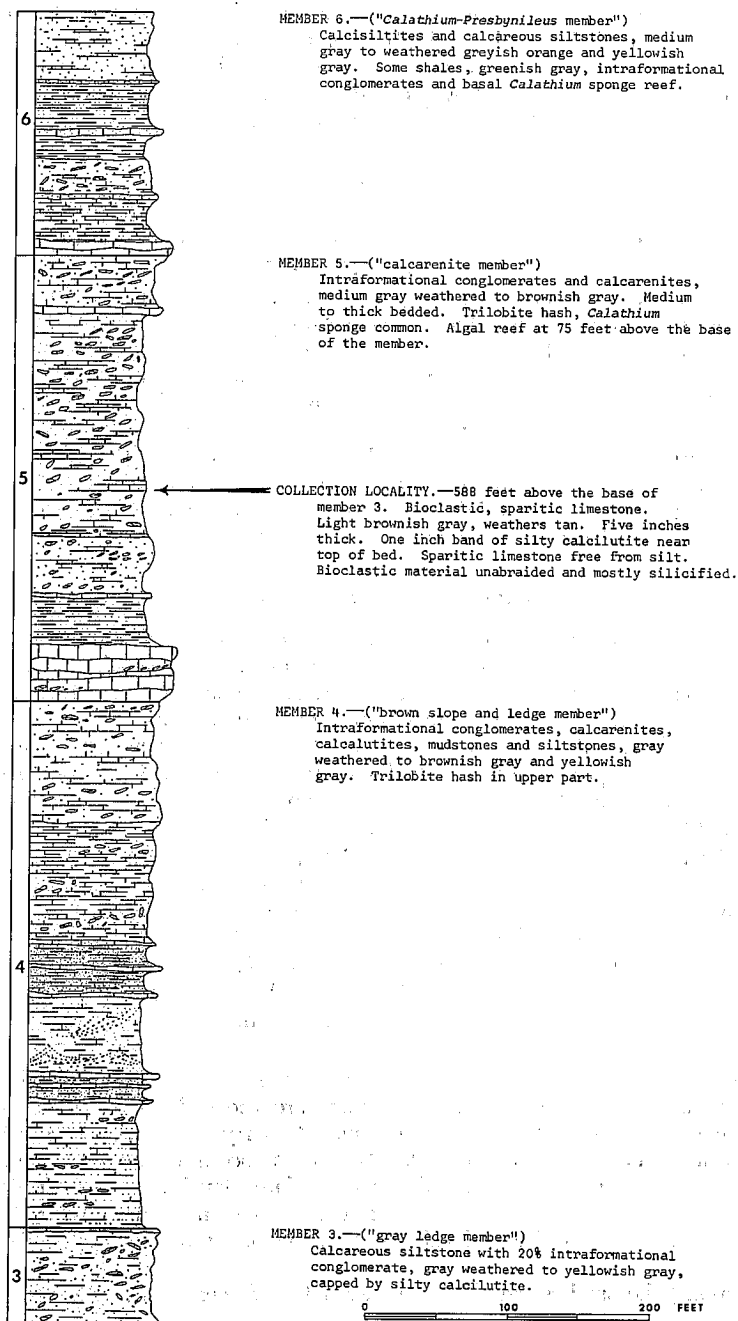 MEMBER 6.—("Calathium-Presbynileus member")
Calcisiltites and calcareous siltstones, medium
gray to weathered greyish orange and yellowish
gray. Some shales, greenish gray, intraformational
conglomerates and basal Calathium sponge reef.
6
MEMBER 5.—("calcarenite member")
Intraformational conglomerates and calcarenites,
medium gray weathered to brownish gray. Medium
to thick bedded. Trilobite hash, Calathium
sponge common. Algal reef at 75 feet above the base
of the member.
5
COLLECTION LOCALITY.—588 feet above the base of
member 3. Bioclastic, sparitic limestone.
Light brownish gray, weathers tan. Five inches
thick. One inch band of silty calcilutite near
top of bed. Sparitic limestone free from silt.
Bioclastic material unabraided and mostly silicified.
MEMBER 4.—("brown slope and ledge member")
Intraformational conglomerates, calcarenites,
calcalutites, mudstones and siltstones, gray
weathered to brownish gray and yellowish
gray. Trilobite hash in upper part.
4
MEMBER 3.—("gray ledge member")
Calcareous siltstone with 20% intraformational
conglomerate, gray weathered to yellowish gray,
capped by silty calcilutite.
3
0 100 200 FEET